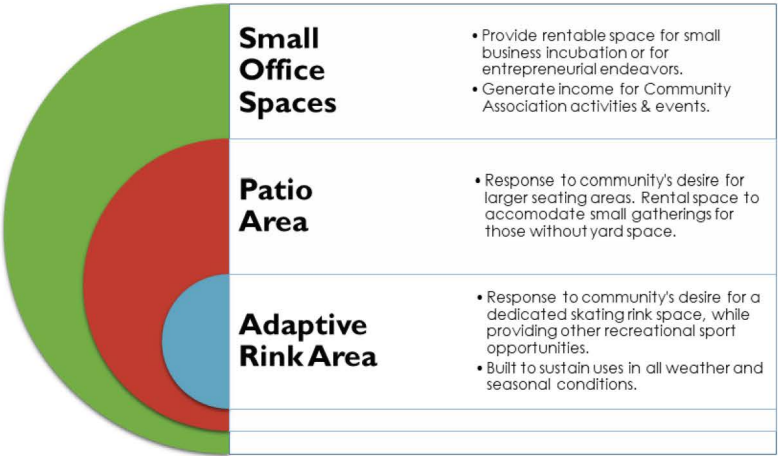 Small
Office
Spaces
• Provide rentable space for small
business incubation or for
entrepreneurial endeavors.
• Generate income for Community
Association activities & events.
Patio
Area
• Response to community's desire for
larger seating areas. Rental space to
accomodate small gatherings for
those without yard space.
Adaptive
Rink Area
• Response to community's desire for a
dedicated skating rink space, while
providing other recreational sport
opportunities.
• Built to sustain uses in all weather and
seasonal conditions.